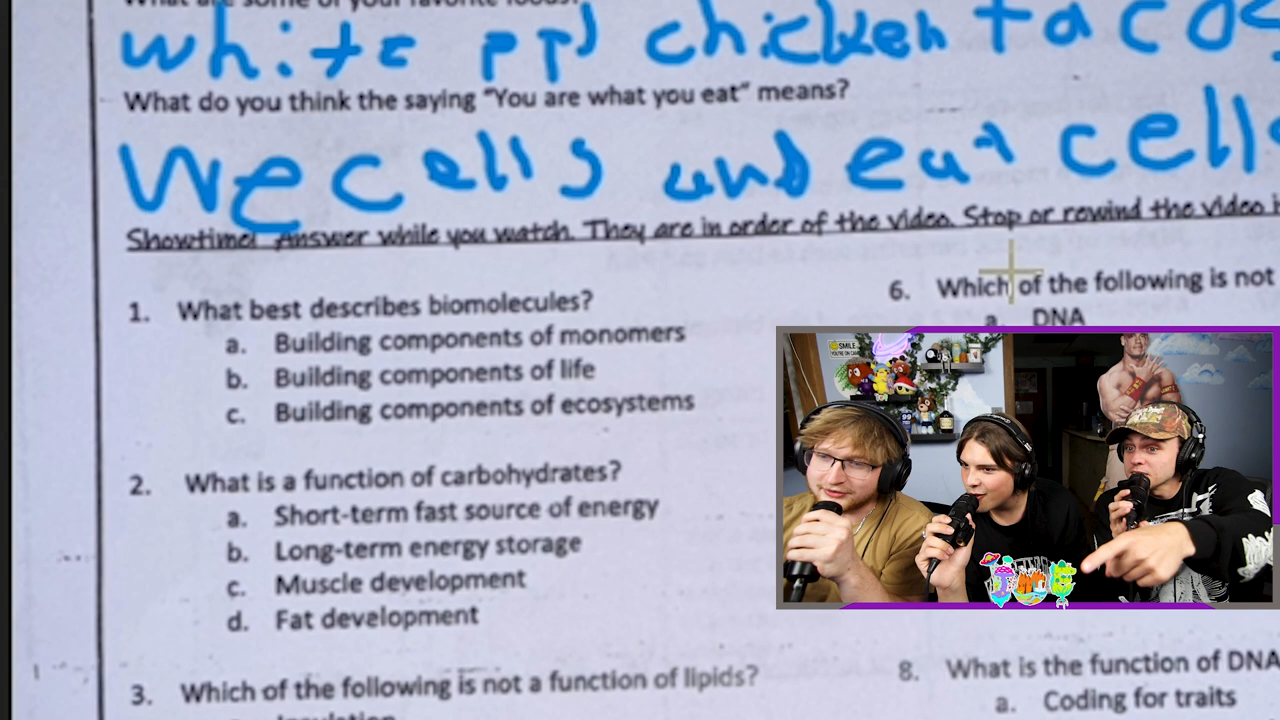 white ppl chicken tacos
What do you think the saying "You are what you eat" means?
We cells and eat cells
Showtime! Answer while you watch. They are in order of the video. Stop or rewind the video
1. What best describes biomolecules?
a. Building components of monomers
b. Building components of life
c. Building components of ecosystems
2. What is a function of carbohydrates?
a. Short-term fast source of energy
b. Long-term energy storage
c. Muscle development
d. Fat development
3. Which of the following is not a function of lipids?
6. Which of the following is not
a. DNA
8. What is the function of DNA
a. Coding for traits
SMILE
YOU'RE ON CAM